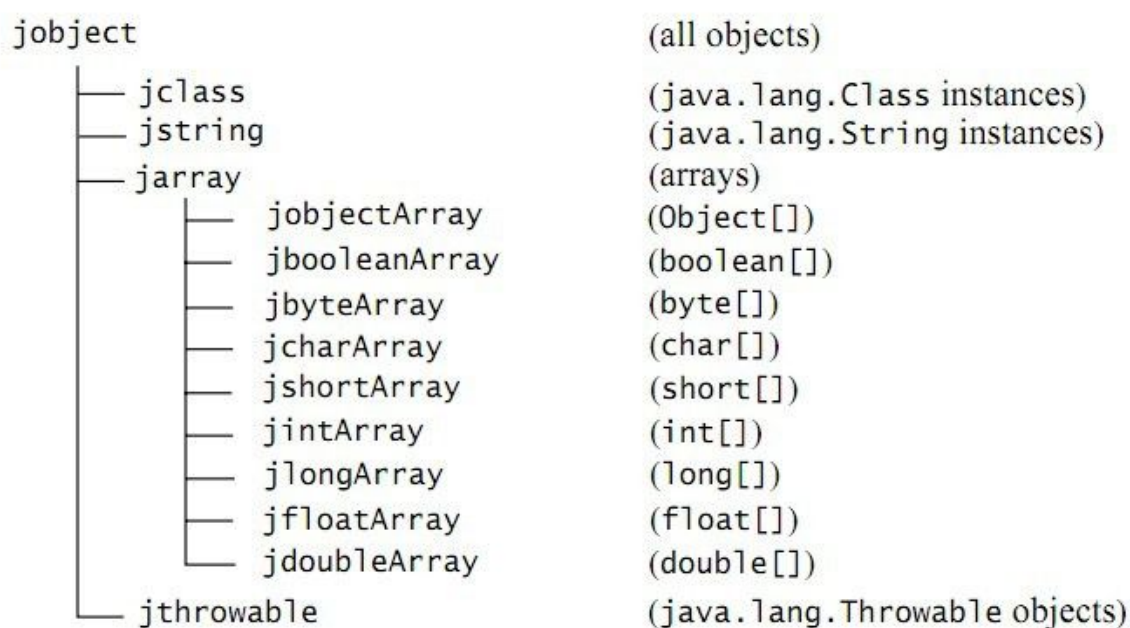 jobject (all objects)
jclass (java.lang.Class instances)
jstring (java.lang.String instances)
jarray (arrays)
jobjectArray (Object[])
jbooleanArray (boolean[])
jbyteArray (byte[])
jcharArray (char[])
jshortArray (short[])
jintArray (int[])
jlongArray (long[])
jfloatArray (float[])
jdoubleArray (double[])
jthrowable (java.lang.Throwable objects)